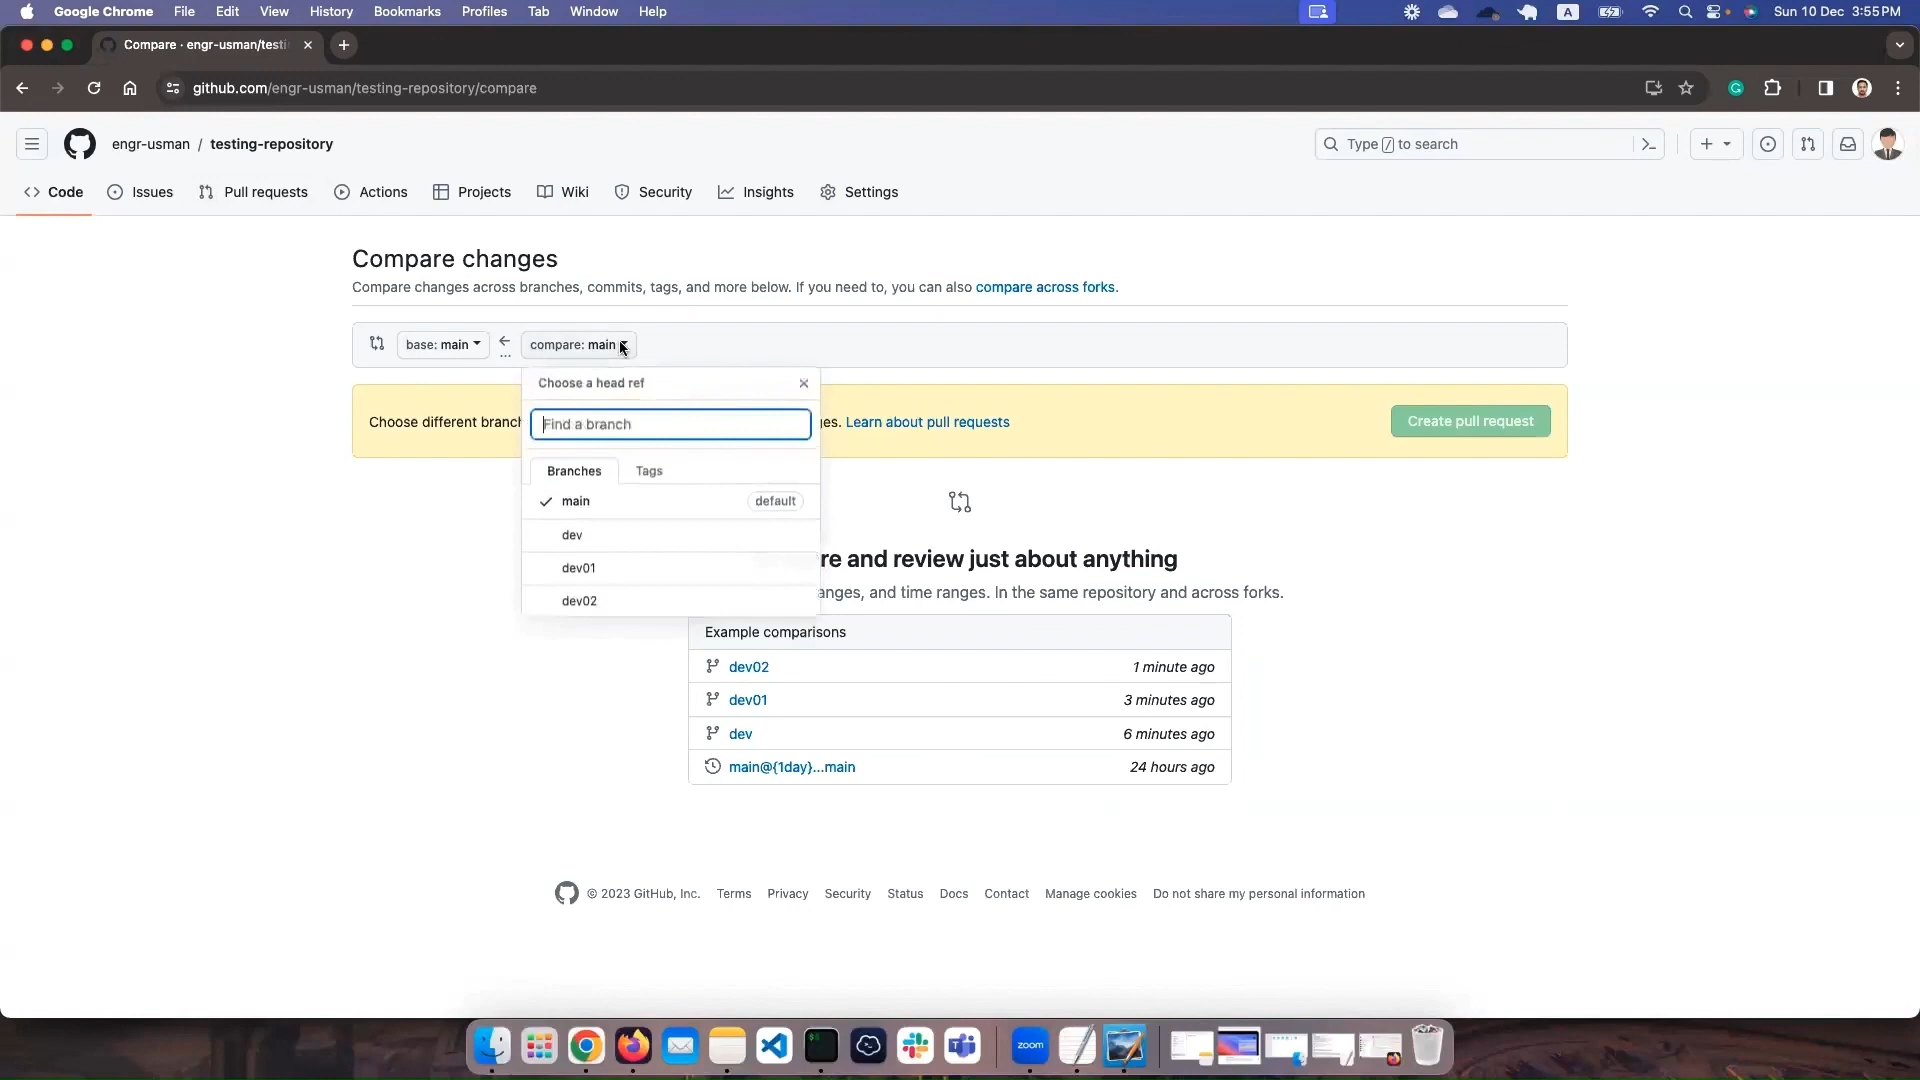 Google Chrome File Edit View History Bookmarks Profiles Tab Window Help A Sun 10 Dec 3:55 PM
Compare · engr-usman/testi
github.com/engr-usman/testing-repository/compare
engr-usman / testing-repository
Type / to search
Code Issues Pull requests Actions Projects Wiki Security Insights Settings
Compare changes
Compare changes across branches, commits, tags, and more below. If you need to, you can also compare across forks.
base: main compare: main
Choose a head ref
Choose different branch
Find a branch
ges. Learn about pull requests
Create pull request
Branches Tags
main default
dev
dev01
dev02
re and review just about anything
anges, and time ranges. In the same repository and across forks.
Example comparisons
dev02 1 minute ago
dev01 3 minutes ago
dev 6 minutes ago
main@{1day}...main 24 hours ago
© 2023 GitHub, Inc. Terms Privacy Security Status Docs Contact Manage cookies Do not share my personal information
zoom